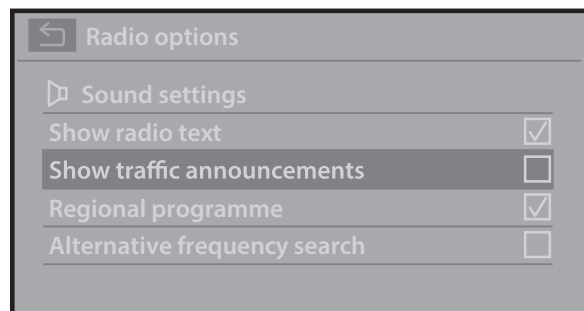 Radio options
Sound settings
Show radio text
Show traffic announcements
Regional programme
Alternative frequency search